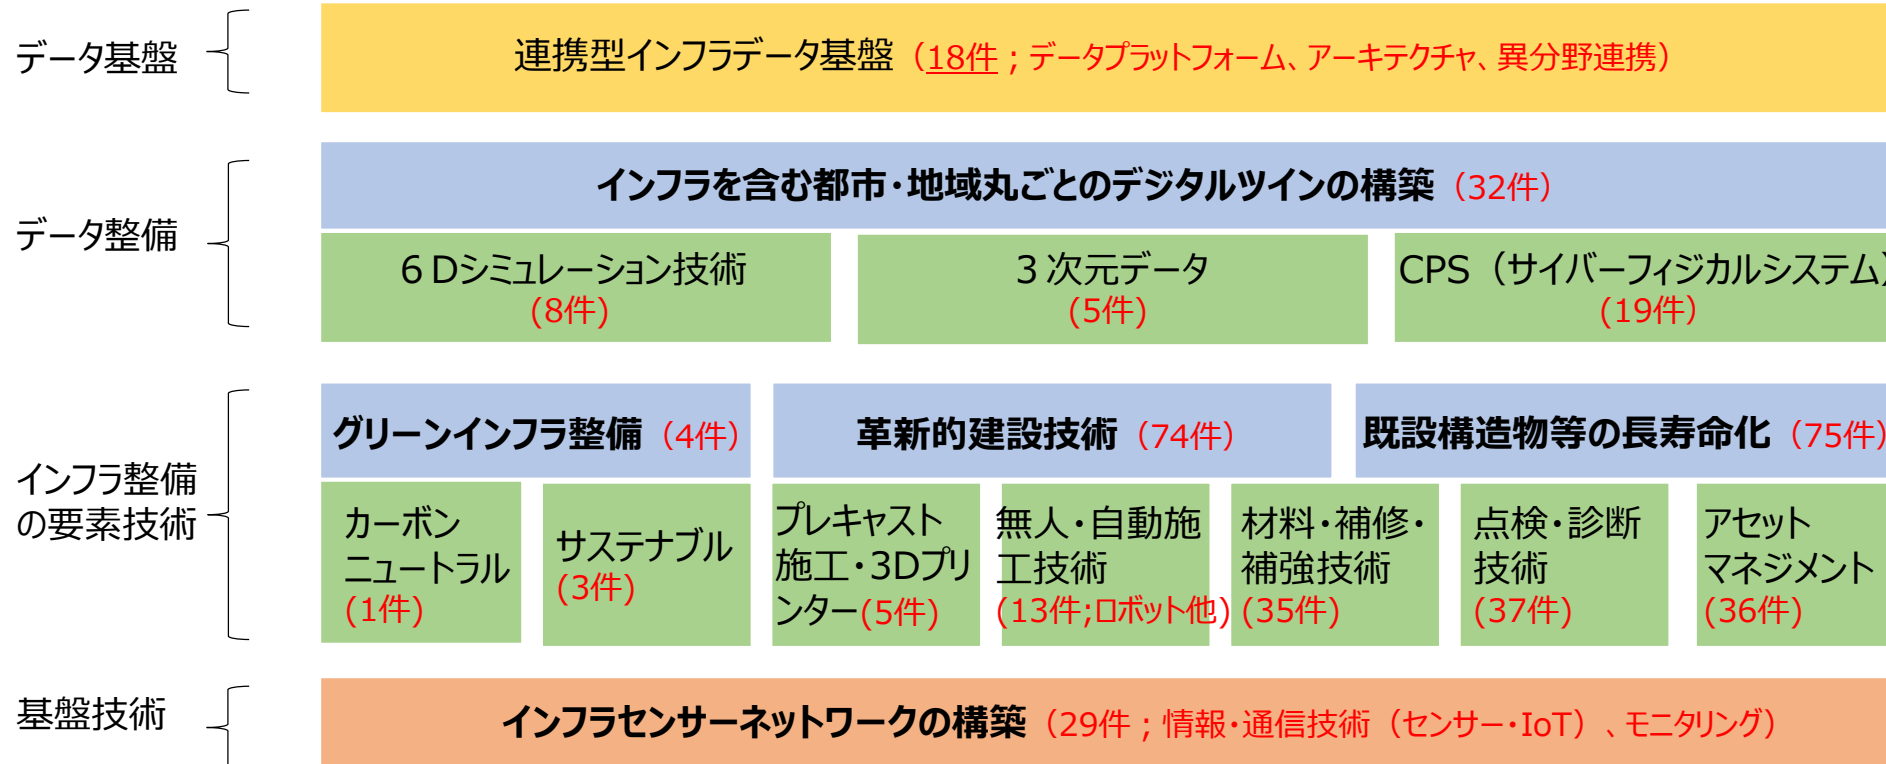 データ基盤
連携型インフラデータ基盤（18件；データプラットフォーム、アーキテクチャ、異分野連携）
データ整備
インフラを含む都市・地域丸ごとのデジタルツインの構築（32件）
６Dシミュレーション技術
(8件)
３次元データ
(5件)
CPS（サイバーフィジカルシステム）
(19件）
インフラ整備
の要素技術
グリーンインフラ整備（4件）
革新的建設技術（74件）
既設構造物等の長寿命化（75件）
カーボン
ニュートラル
(1件)
サステナブル
(3件)
プレキャスト
施工・3Dプリ
ンター(5件)
無人・自動施
工技術
(13件;ロボット他)
材料・補修・
補強技術
(35件)
点検・診断
技術
(37件)
アセット
マネジメント
(36件)
基盤技術
インフラセンサーネットワークの構築（29件；情報・通信技術（センサー・IoT）、モニタリング）